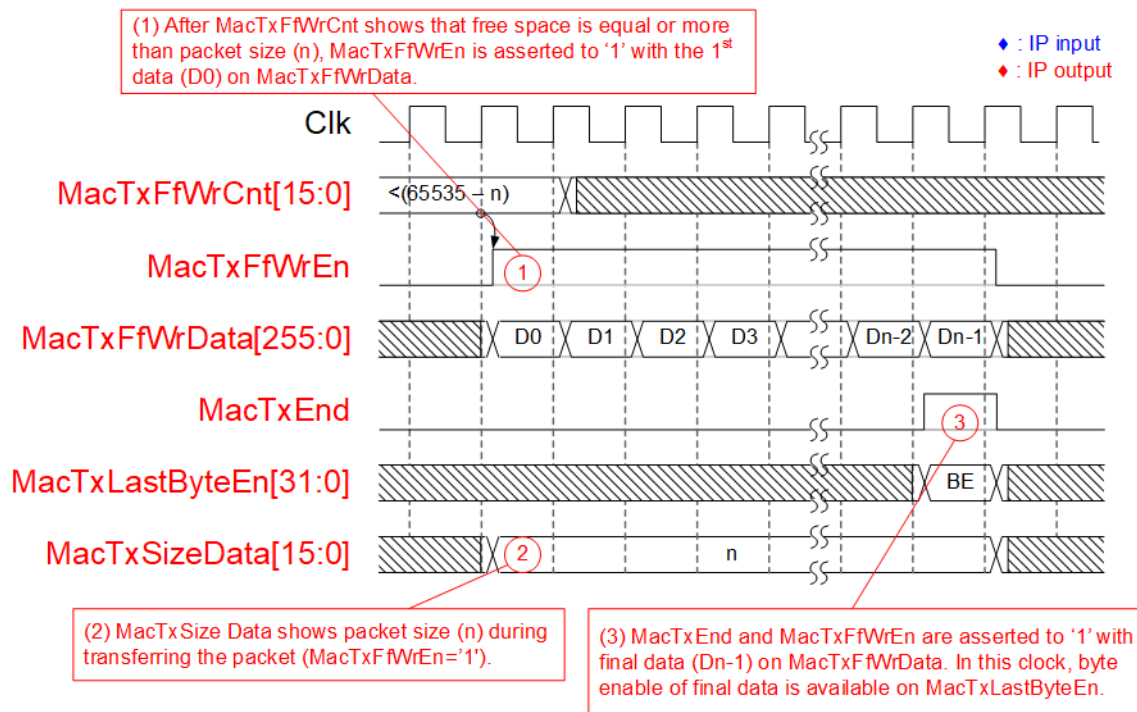 (1) After MacTxFfWrCnt shows that free space is equal or more
than packet size (n), MacTxFfWrEn is asserted to ‘1’ with the 1st
data (D0) on MacTxFfWrData.
♦ : IP input
♦ : IP output
Clk
MacTxFfWrCnt[15:0]
<(65535 – n)
MacTxFfWrEn
1
MacTxFfWrData[255:0]
D0 D1 D2 D3 Dn-2 Dn-1
MacTxEnd
3
MacTxLastByteEn[31:0]
BE
MacTxSizeData[15:0]
2 n
(2) MacTxSize Data shows packet size (n) during
transferring the packet (MacTxFfWrEn=‘1').
(3) MacTxEnd and MacTxFfWrEn are asserted to ‘1’ with
final data (Dn-1) on MacTxFfWrData. In this clock, byte
enable of final data is available on MacTxLastByteEn.